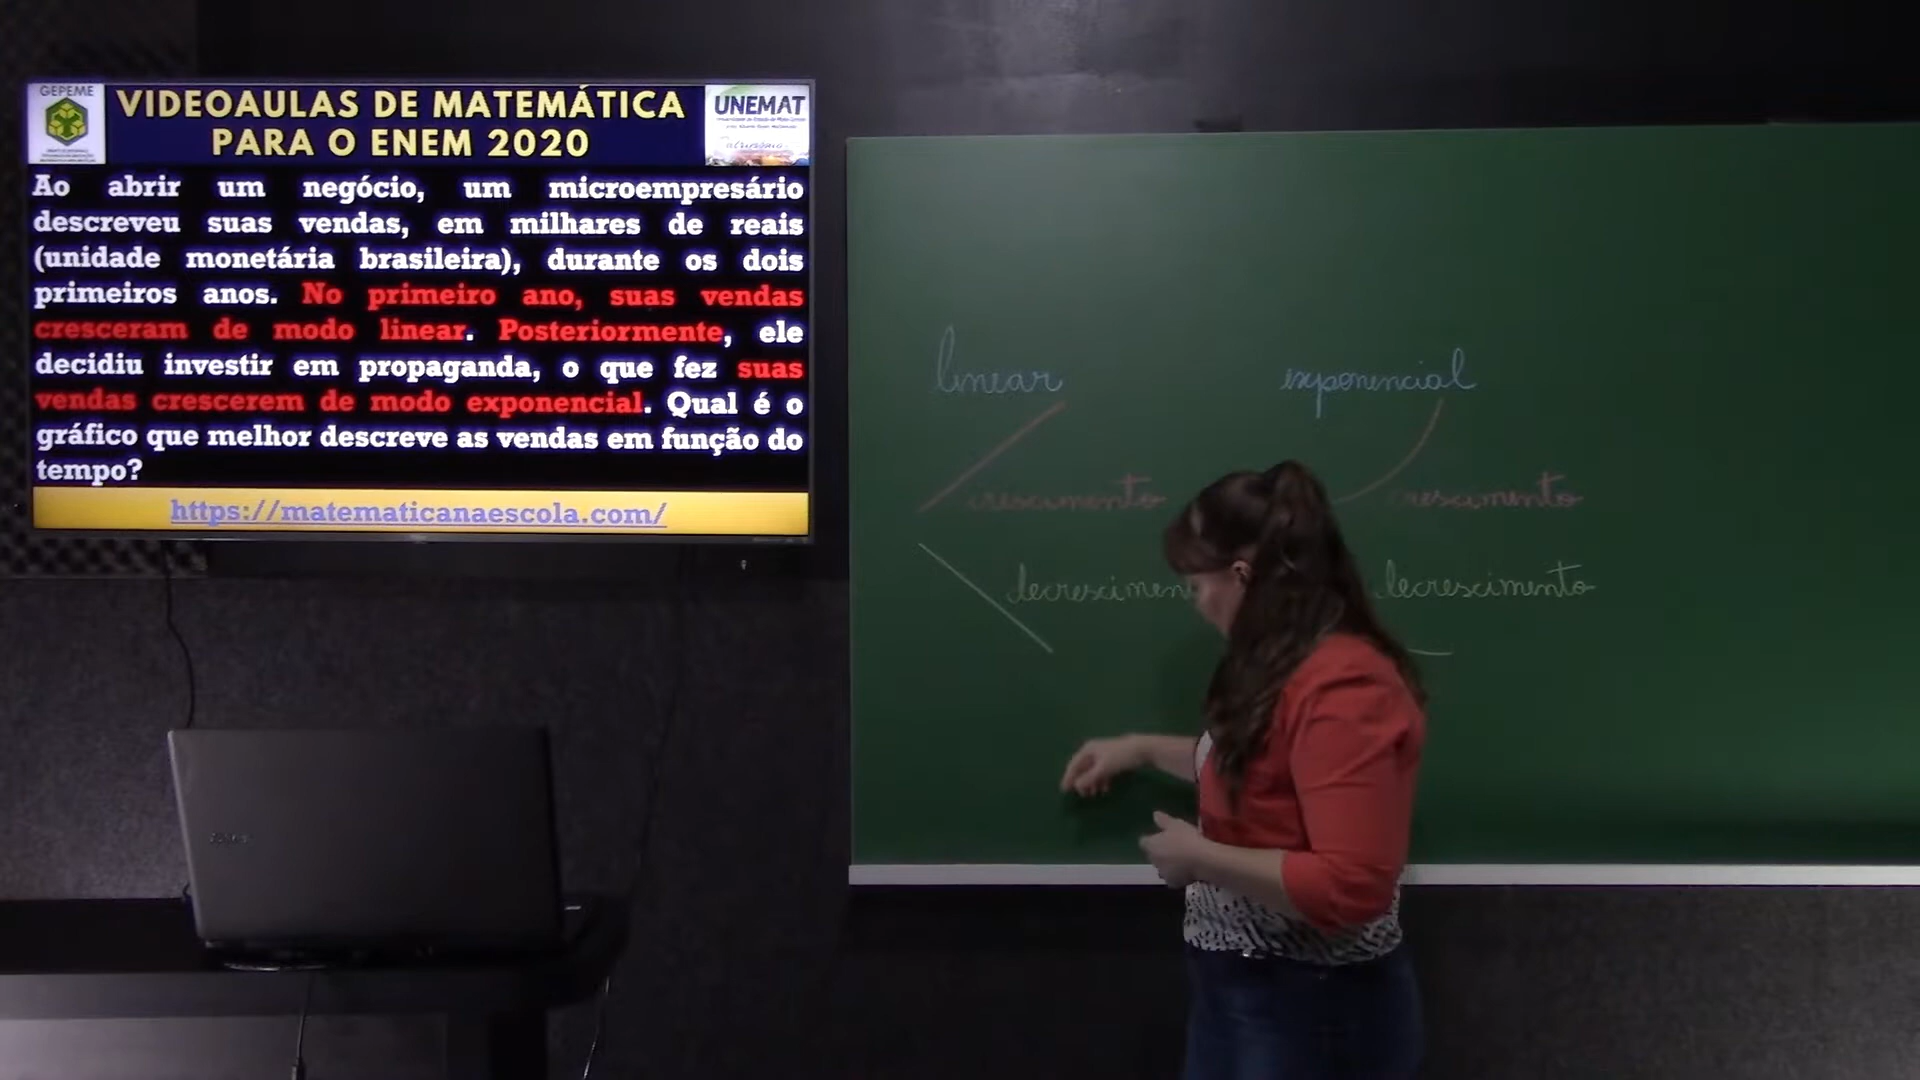 GEPEME
VIDEOAULAS DE MATEMÁTICA
PARA O ENEM 2020
UNEMAT
Ao abrir um negócio, um microempresário
descreveu suas vendas, em milhares de reais
(unidade monetária brasileira), durante os dois
primeiros anos. No primeiro ano, suas vendas
cresceram de modo linear. Posteriormente, ele
decidiu investir em propaganda, o que fez suas
vendas crescerem de modo exponencial. Qual é o
gráfico que melhor descreve as vendas em função do
tempo?
https://matematicanaescola.com/
linear exponencial
crescimento crescimento
decrescimen decrescimento